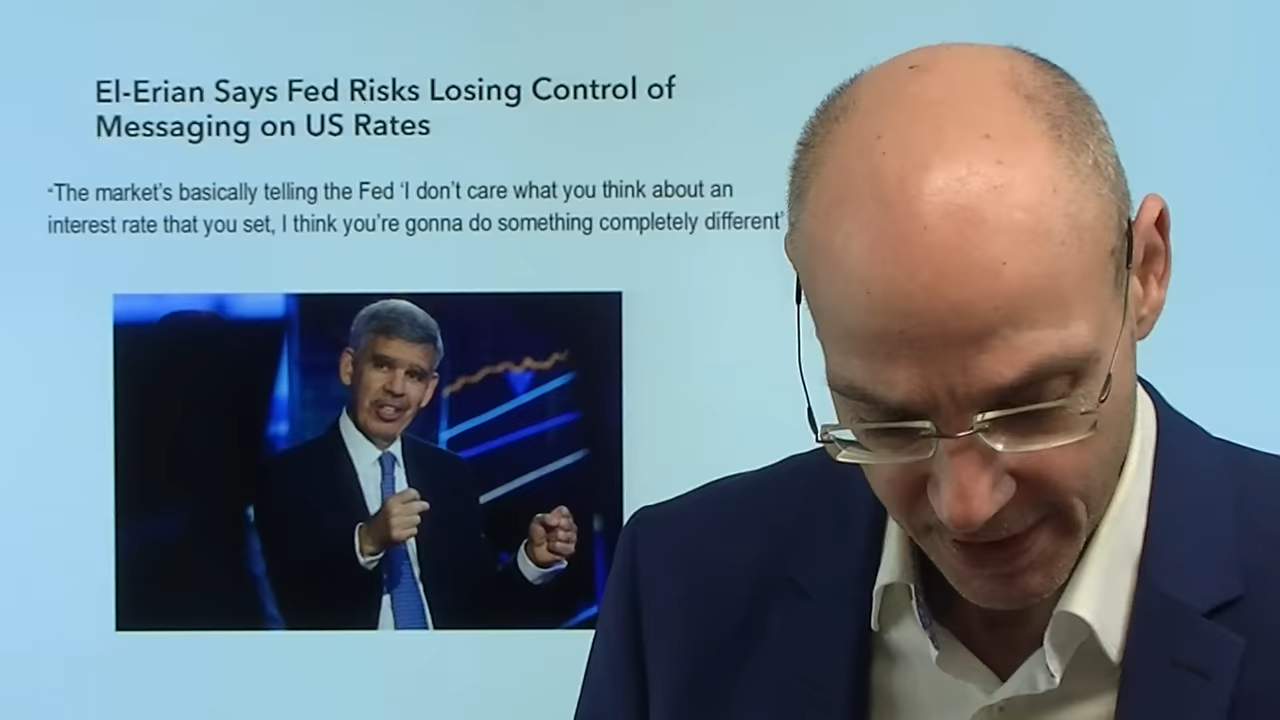 El-Erian Says Fed Risks Losing Control of
Messaging on US Rates
“The market’s basically telling the Fed ‘I don’t care what you think about an
interest rate that you set, I think you’re gonna do something completely different’